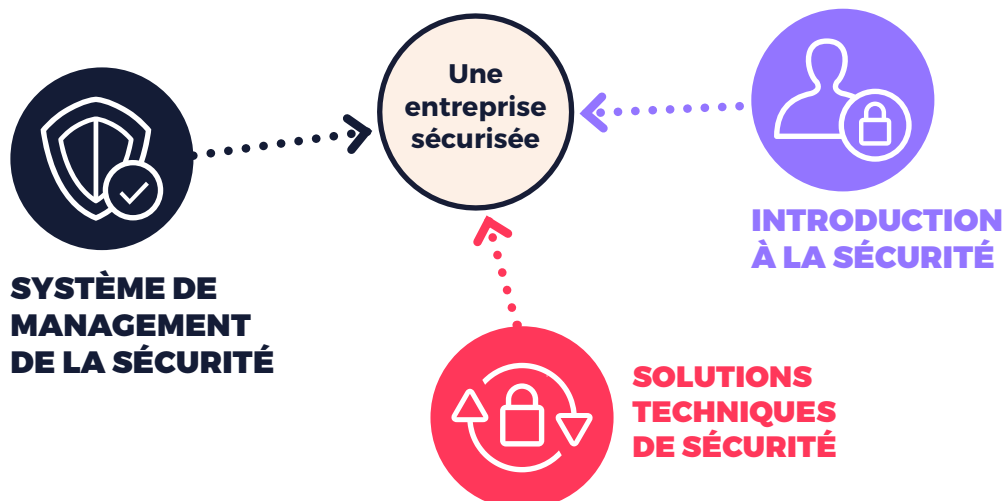 Une
entreprise
sécurisée
INTRODUCTION
À LA SÉCURITÉ
SYSTÈME DE
MANAGEMENT
DE LA SÉCURITÉ
SOLUTIONS
TECHNIQUES
DE SÉCURITÉ